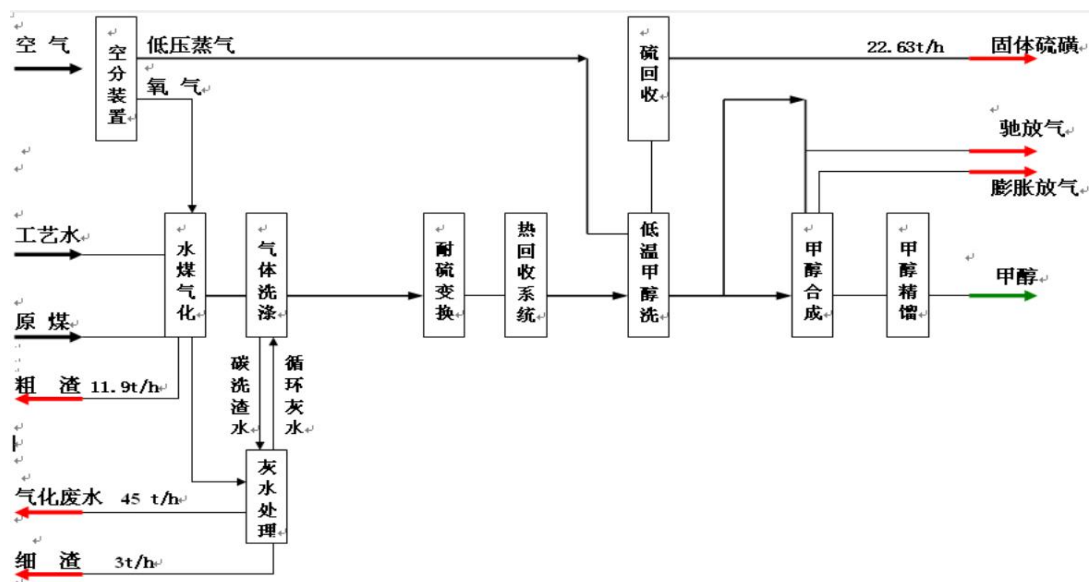 空 气
空分装置
低压蒸气
氧 气
硫回收
22.63t/h
固体硫磺
驰放气
膨胀放气
工艺水
水煤气化
气体洗涤
耐硫变换
热回收系统
低温甲醇洗
甲醇合成
甲醇精馏
甲醇
原 煤
粗 渣 11.9t/h
碳洗渣水
循环灰水
灰水处理
气化废水 45 t/h
细 渣 3t/h